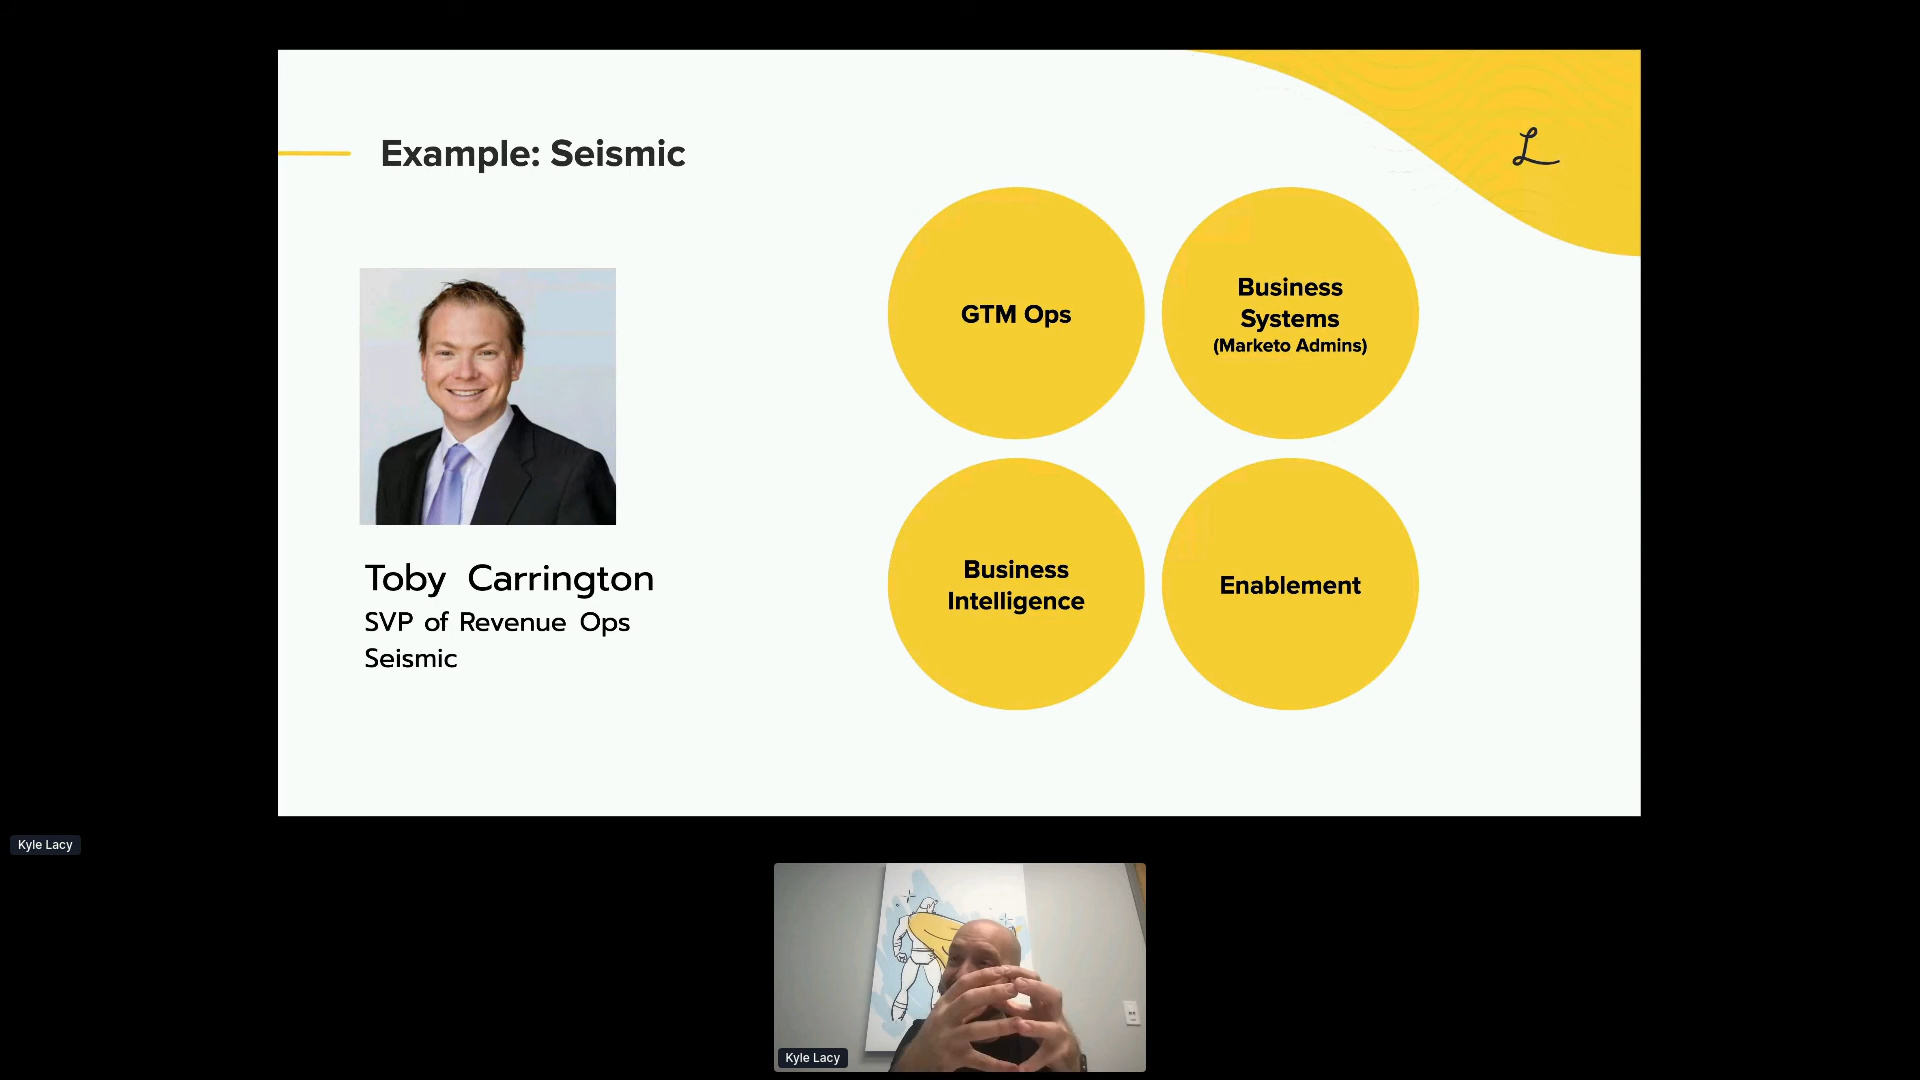 Example: Seismic
L
GTM Ops
Business
Systems
(Marketo Admins)
Toby Carrington
SVP of Revenue Ops
Seismic
Business
Intelligence
Enablement
Kyle Lacy
Kyle Lacy